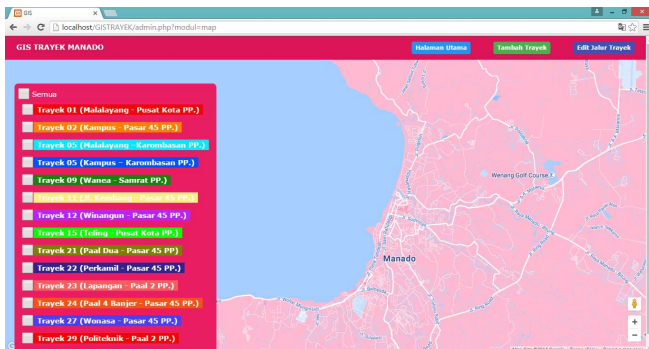 GIS
localhost/GISTRAYEK/admin.php?modul=map
GIS TRAYEK MANADO
Halaman Utama
Tambah Trayek
Edit Jalur Trayek
Semua
Trayek 01 (Malalayang - Pusat Kota PP.)
Trayek 02 (Kampus - Pasar 45 PP.)
Trayek 05 (Malalayang - Karombasan PP.)
Trayek 05 (Kampus - Karombasan PP.)
Trayek 09 (Wanea - Samrat PP.)
Trayek 11 - Pasar 45 PP.)
Trayek 12 (Winangun - Pasar 45 PP.)
Trayek 15 (Teling - Pusat Kota PP.)
Trayek 21 (Paal Dua - Pasar 45 PP.)
Trayek 22 (Perkamil - Pasar 45 PP.)
Trayek 23 (Lapangan - Paal 2 PP.)
Trayek 24 (Paal 4 Banjer - Pasar 45 PP.)
Trayek 27 (Wonasa - Pasar 45 PP.)
Trayek 29 (Politeknik - Paal 2 PP.)
Wenang Golf Course
Manado